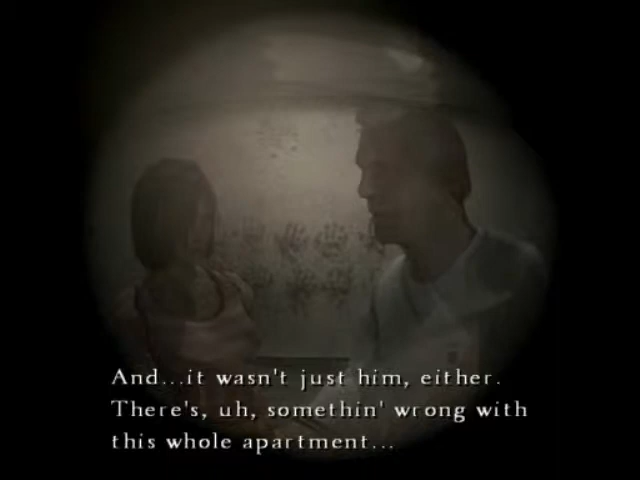 And...it wasn't just him, either.
There's, uh, somethin' wrong with
this whole apartment...